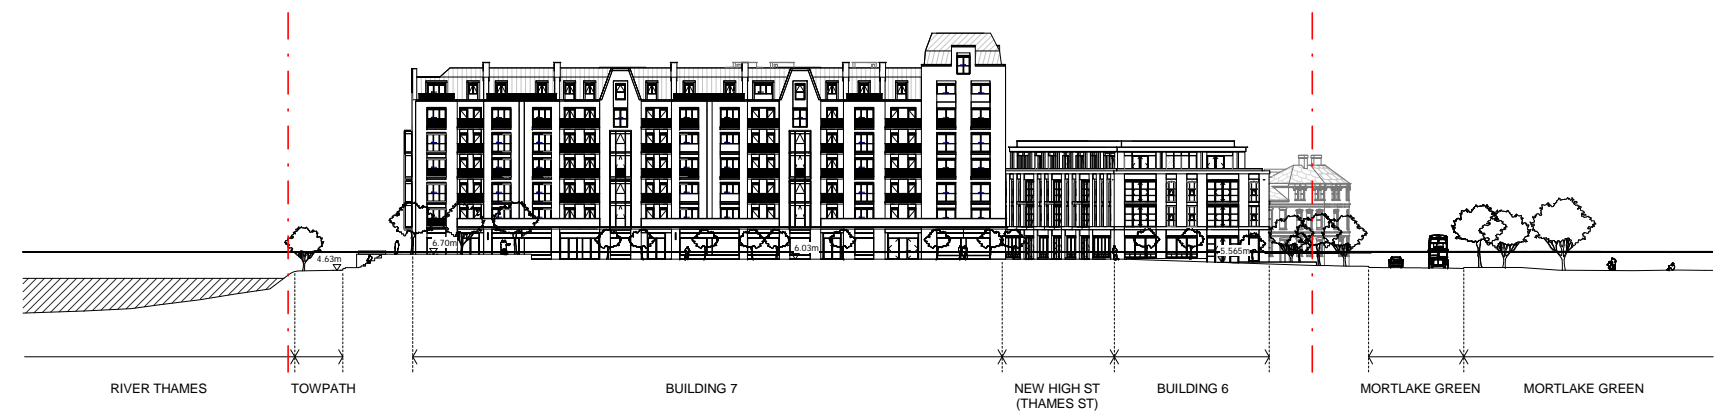 6.70m
6.03m
5.565m
4.63m
RIVER THAMES
TOWPATH
BUILDING 7
NEW HIGH ST
(THAMES ST)
BUILDING 6
MORTLAKE GREEN
MORTLAKE GREEN